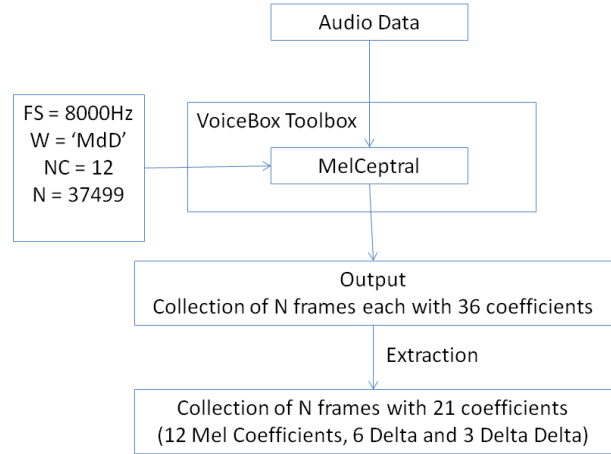 Audio Data
FS = 8000Hz
W = ‘MdD’
NC = 12
N = 37499
VoiceBox Toolbox
MelCeptral
Output
Collection of N frames each with 36 coefficients
Extraction
Collection of N frames with 21 coefficients
(12 Mel Coefficients, 6 Delta and 3 Delta Delta)